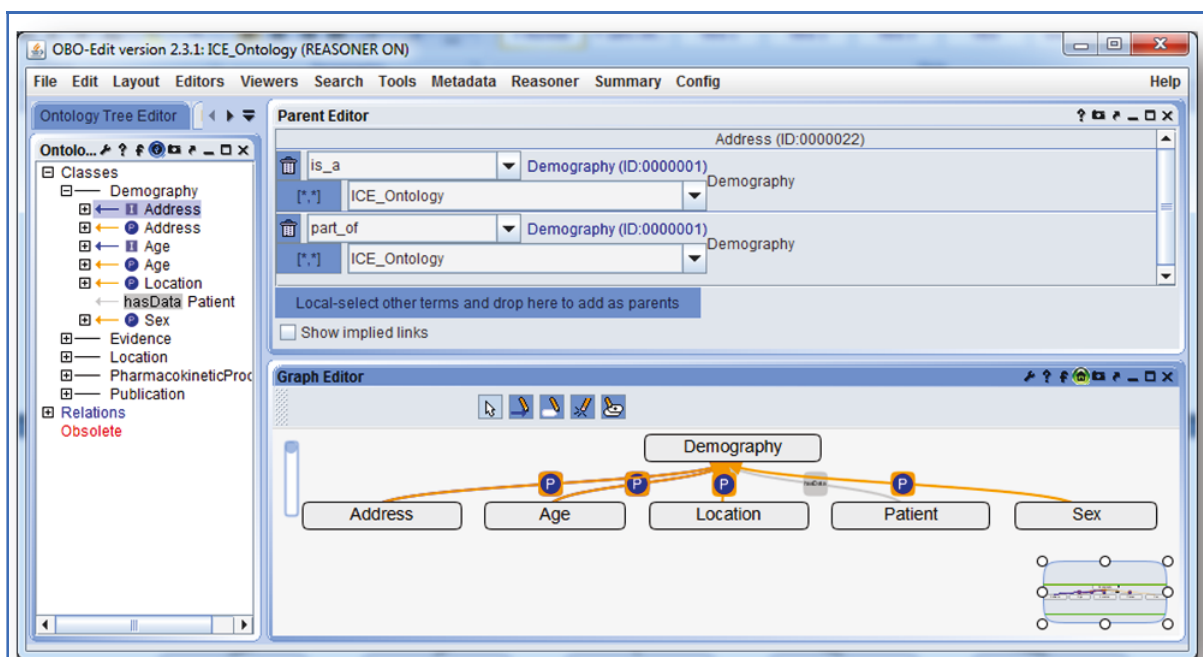 OBO-Edit version 2.3.1: ICE_Ontology (REASONER ON)
File Edit Layout Editors Viewers Search Tools Metadata Reasoner Summary Config Help
Ontology Tree Editor
Ontolo...
Classes
Demography
I Address
P Address
I Age
P Age
P Location
hasData Patient
P Sex
Evidence
Location
PharmacokineticProc
Publication
Relations
Obsolete
Parent Editor
Address (ID:0000022)
is_a Demography (ID:0000001)
Demography
[*,*] ICE_Ontology
part_of Demography (ID:0000001)
Demography
[*,*] ICE_Ontology
Local-select other terms and drop here to add as parents
Show implied links
Graph Editor
Demography
P P P hasData P
Address Age Location Patient Sex